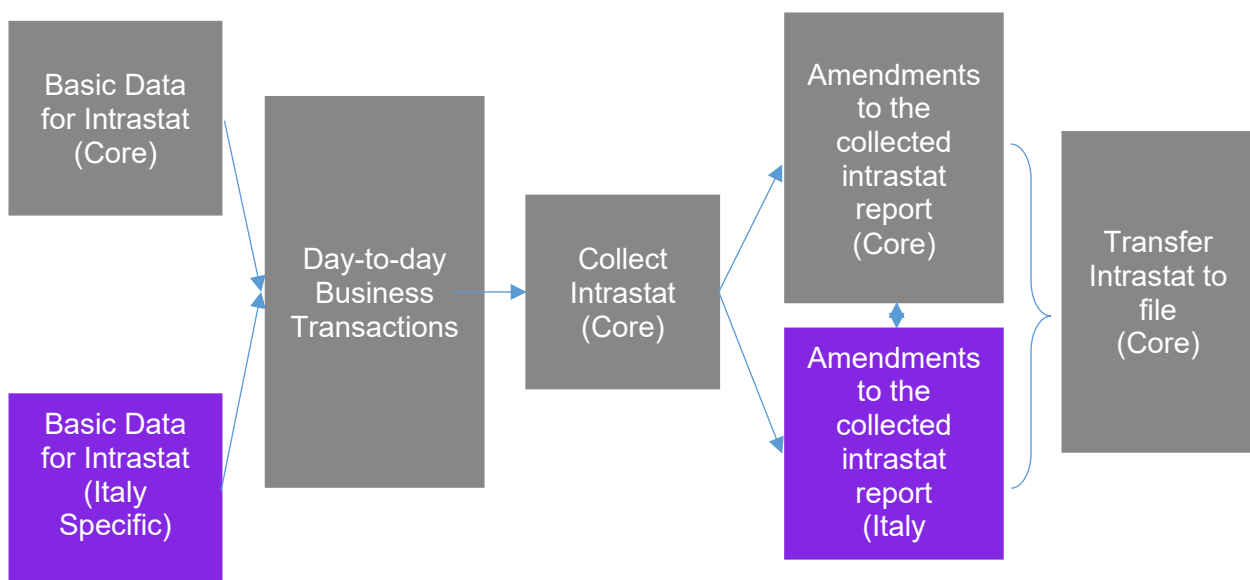 Basic Data
for Intrastat
(Core)
Basic Data
for Intrastat
(Italy
Specific)
Day-to-day
Business
Transactions
Collect
Intrastat
(Core)
Amendments
to the
collected
intrastat
report
(Core)
Amendments
to the
collected
intrastat
report
(Italy
Transfer
Intrastat to
file
(Core)